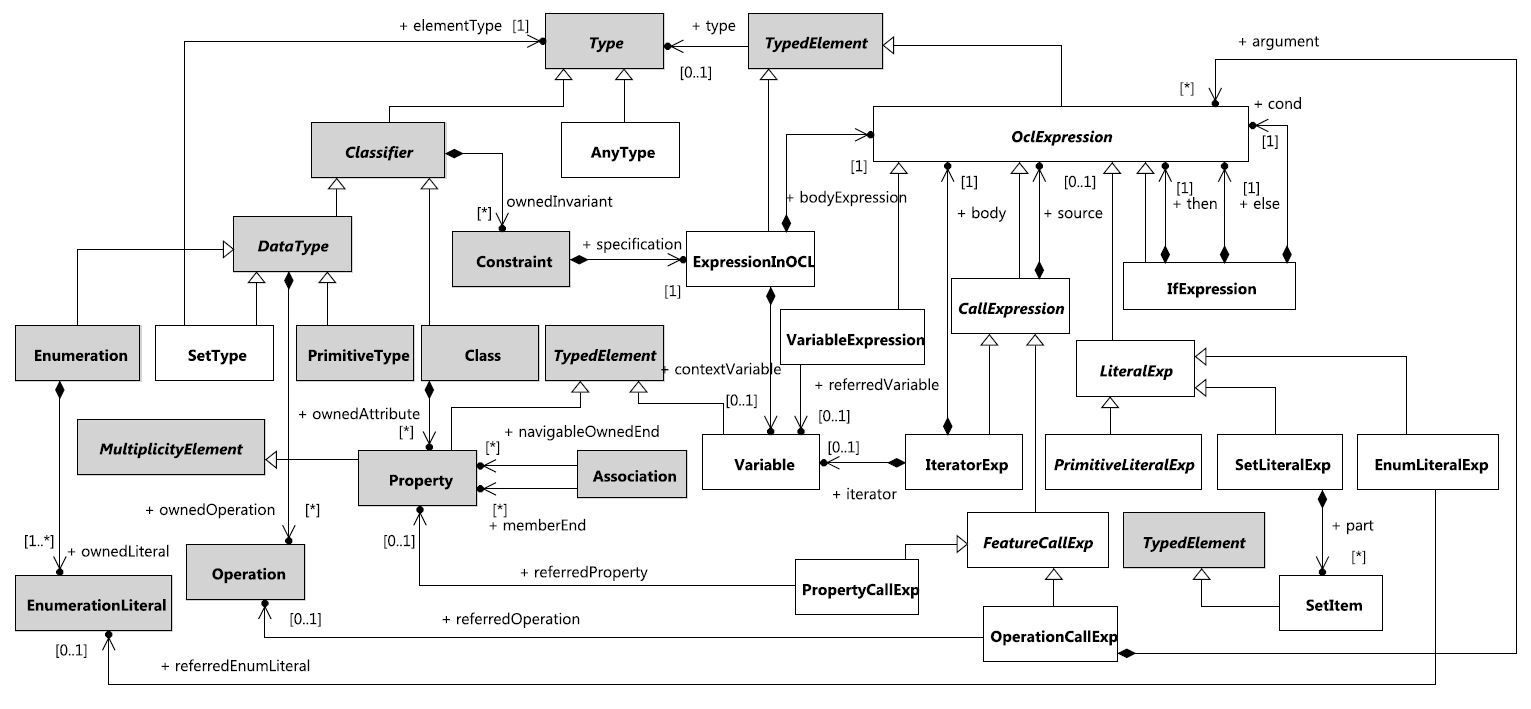 + elementType [1]
Type
+ type
[0..1]
TypedElement
+ argument
[*]
+ cond
[1]
OclExpression
Classifier
AnyType
[1]
+ bodyExpression
[1]
+ body
[0..1]
+ source
[1]
+ then
[1]
+ else
ownedInvariant
[*]
DataType
Constraint
+ specification
[1]
ExpressionInOCL
CallExpression
IfExpression
Enumeration
SetType
PrimitiveType
Class
TypedElement
VariableExpression
LiteralExp
+ contextVariable
[0..1]
+ referredVariable
[0..1]
+ ownedAttribute
[*]
MultiplicityElement
+ navigableOwnedEnd
[*]
Property
Association
Variable
[0..1]
+ iterator
IteratorExp
PrimitiveLiteralExp
SetLiteralExp
EnumLiteralExp
+ ownedOperation
[*]
[*]
+ memberEnd
[0..1]
[1..*]
+ ownedLiteral
FeatureCallExp
TypedElement
+ part
[*]
Operation
+ referredProperty
PropertyCallExp
EnumerationLiteral
SetItem
[0..1]
+ referredOperation
OperationCallExp
[0..1]
+ referredEnumLiteral